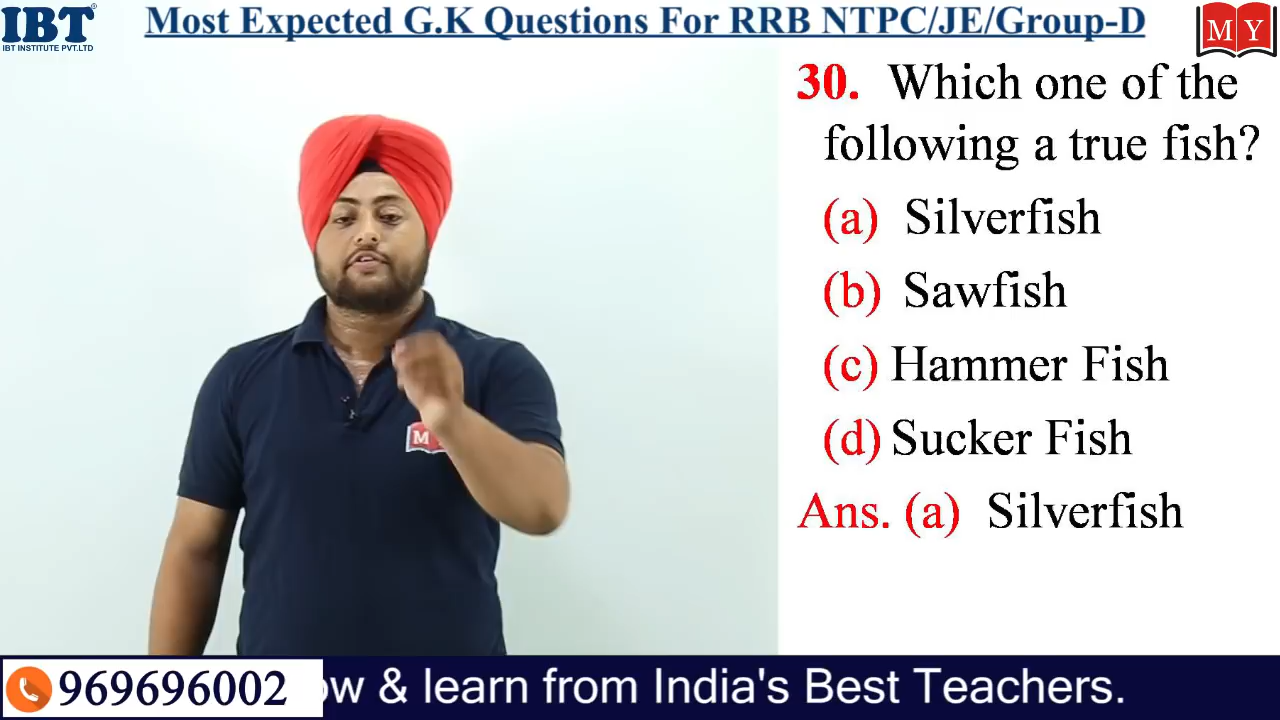 IBT
IBT INSTITUTE PVT.LTD
Most Expected G.K Questions For RRB NTPC/JE/Group-D
MY
30. Which one of the
following a true fish?
(a) Silverfish
(b) Sawfish
(c) Hammer Fish
(d) Sucker Fish
Ans. (a) Silverfish
M
969696002
ow & learn from India's Best Teachers.